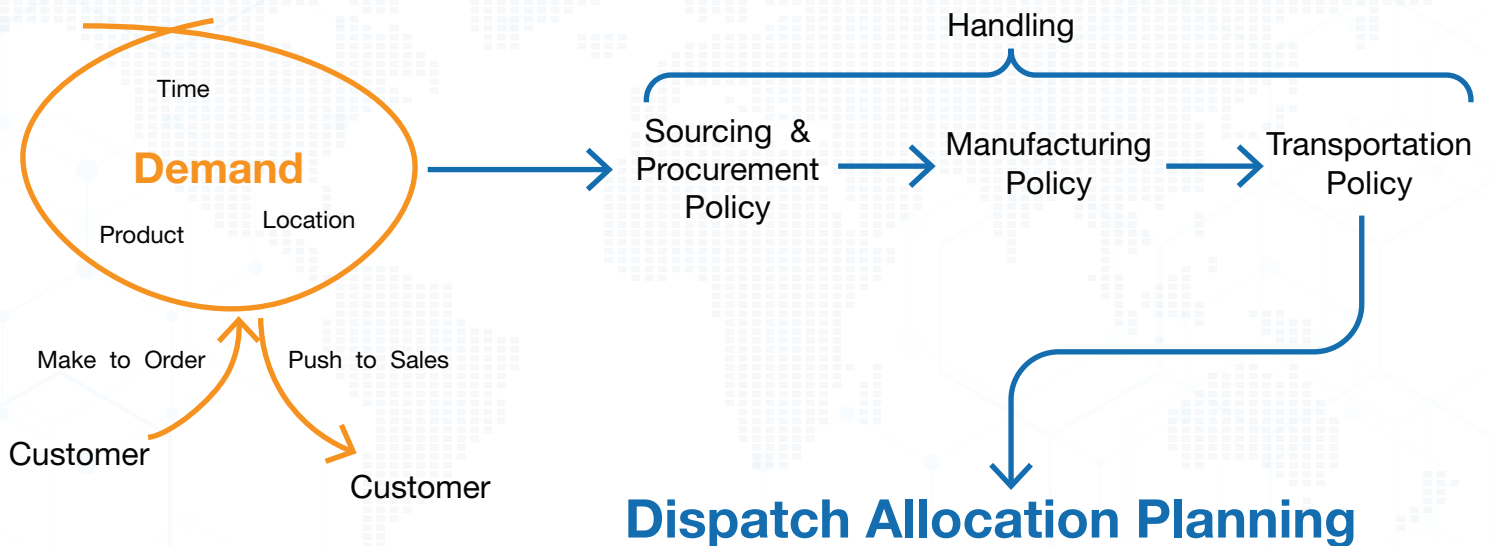 Handling
Time
Demand
Product
Location
Sourcing & 
Procurement
Policy
Manufacturing
Policy
Transportation
Policy
Make to Order
Push to Sales
Customer
Customer
Dispatch Allocation Planning